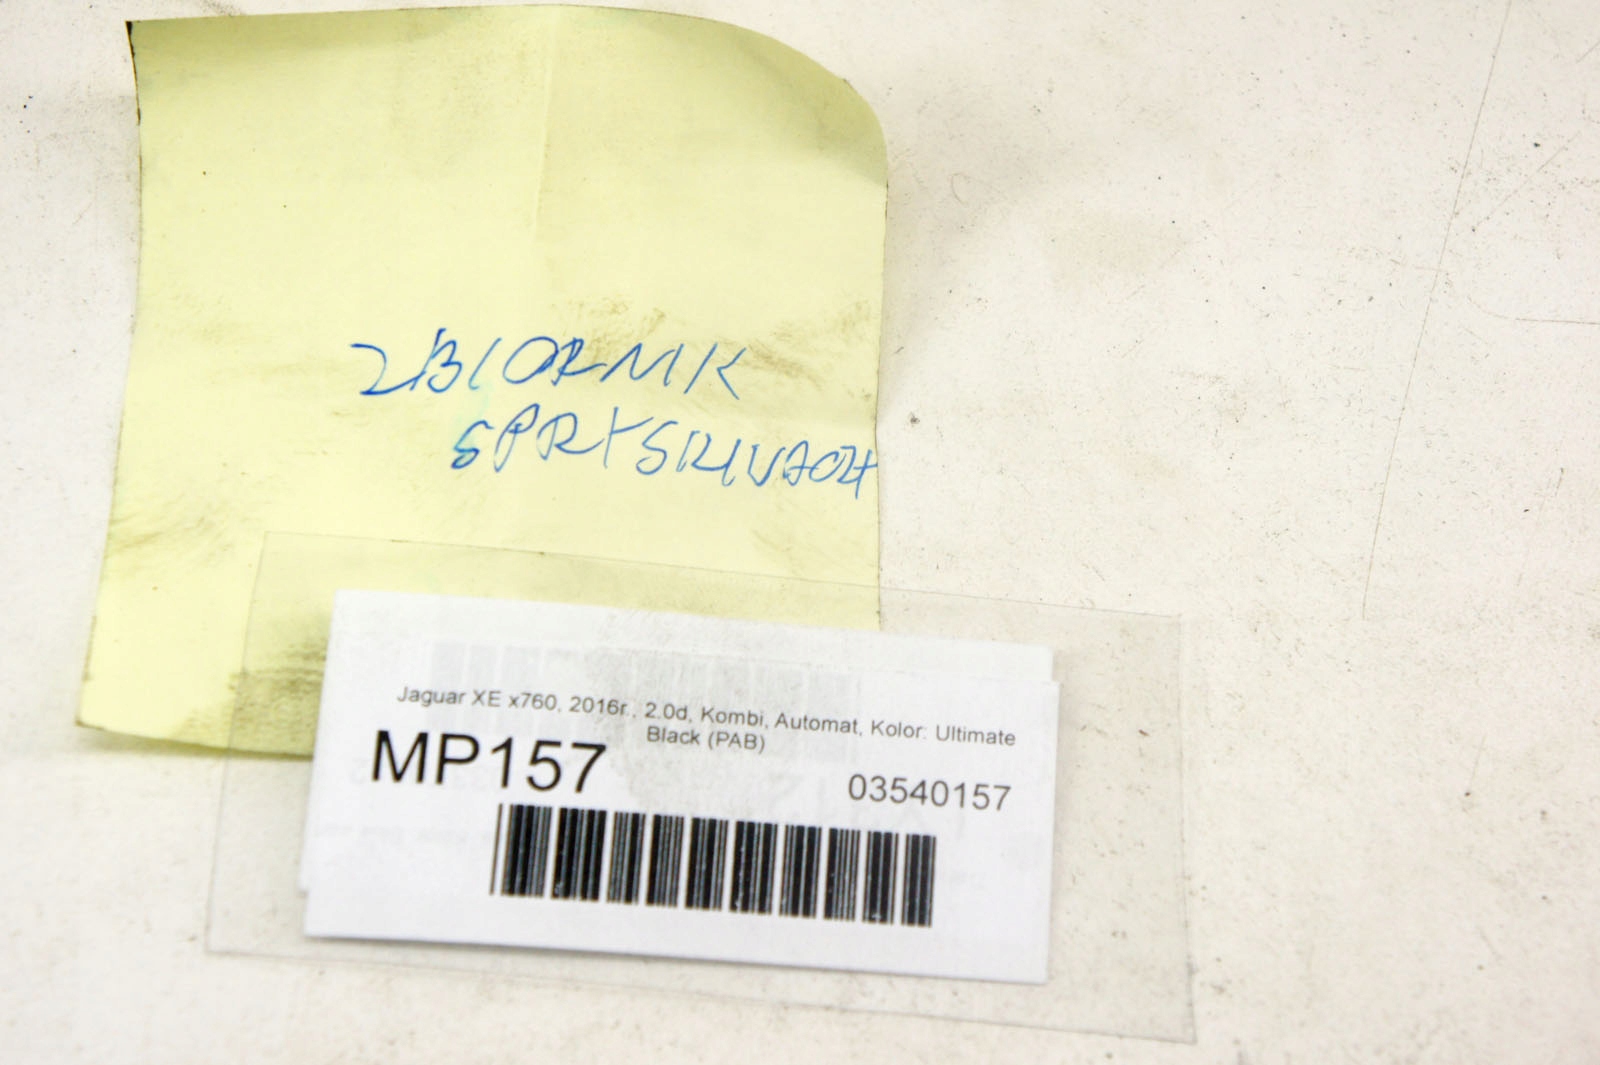 ZBIORNIK
SPRYSKIWACZY
Jaguar XE x760, 2016r., 2.0d, Kombi, Automat, Kolor: Ultimate
Black (PAB)
MP157
03540157